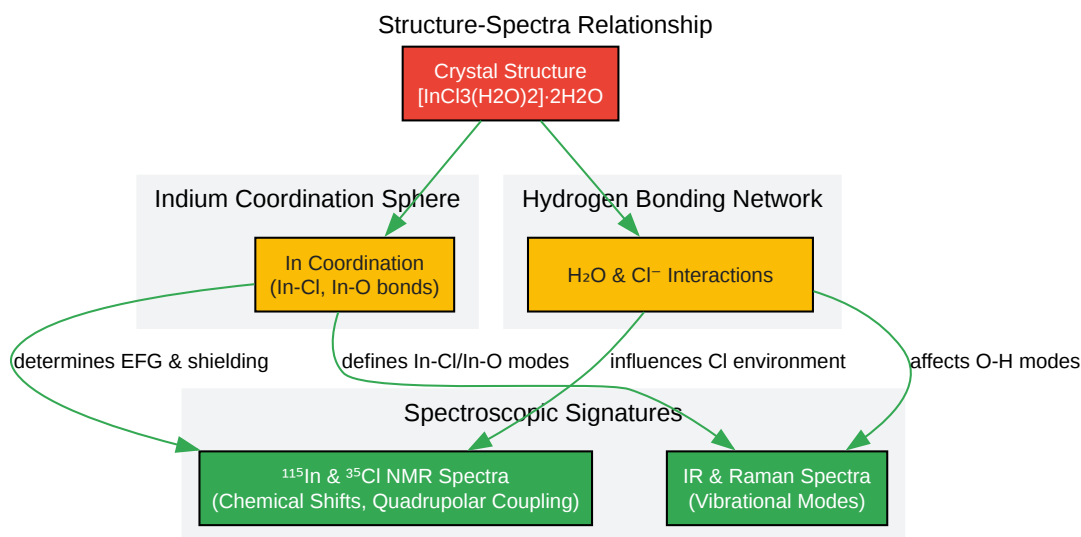 Structure-Spectra Relationship
Crystal Structure
[InCl3(H2O)2]·2H2O
Indium Coordination Sphere
Hydrogen Bonding Network
In Coordination
(In-Cl, In-O bonds)
H₂O & Cl⁻ Interactions
determines EFG & shielding
defines In-Cl/In-O modes
influences Cl environment
affects O-H modes
Spectroscopic Signatures
¹¹⁵In & ³⁵Cl NMR Spectra
(Chemical Shifts, Quadrupolar Coupling)
IR & Raman Spectra
(Vibrational Modes)